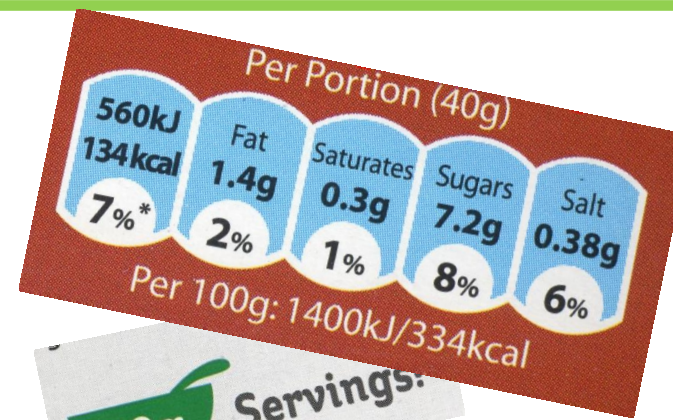 Per Portion (40g)
560kJ
134kcal
7%*
Fat
1.4g
2%
Saturates
0.3g
1%
Sugars
7.2g
8%
Salt
0.38g
6%
Per 100g: 1400kJ/334kcal
Servings: